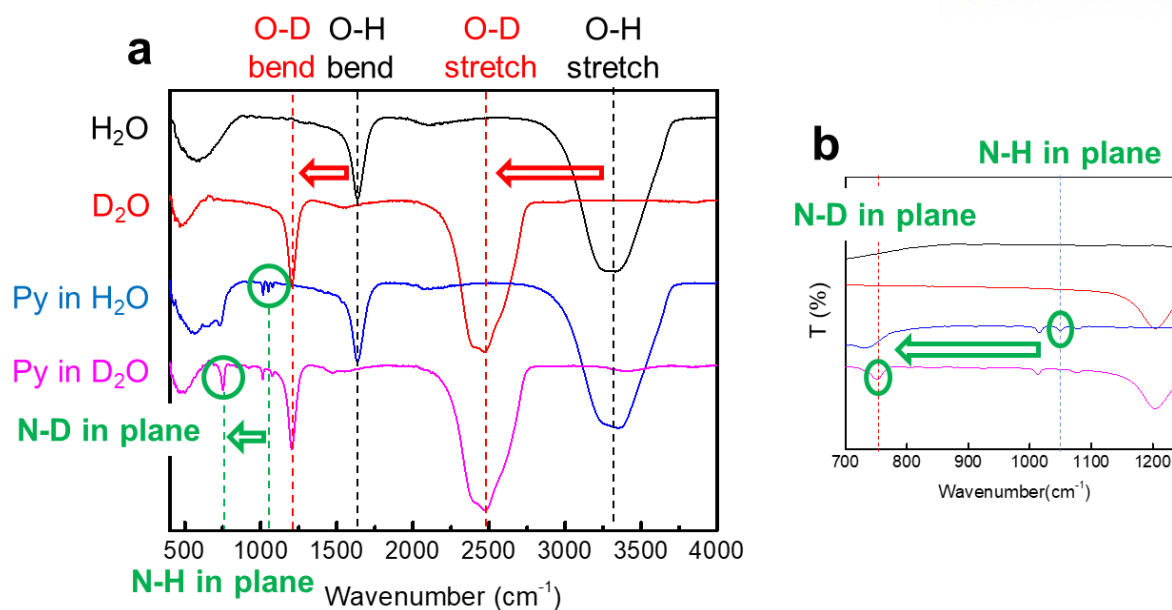 a
O-D bend
O-H bend
O-D stretch
O-H stretch
H₂O
D₂O
Py in H₂O
Py in D₂O
N-D in plane
N-H in plane
500 1000 1500 2000 2500 3000 3500 4000
Wavenumber (cm⁻¹)
b
N-H in plane
N-D in plane
T (%)
700 800 900 1000 1100 1200
Wavenumber(cm⁻¹)